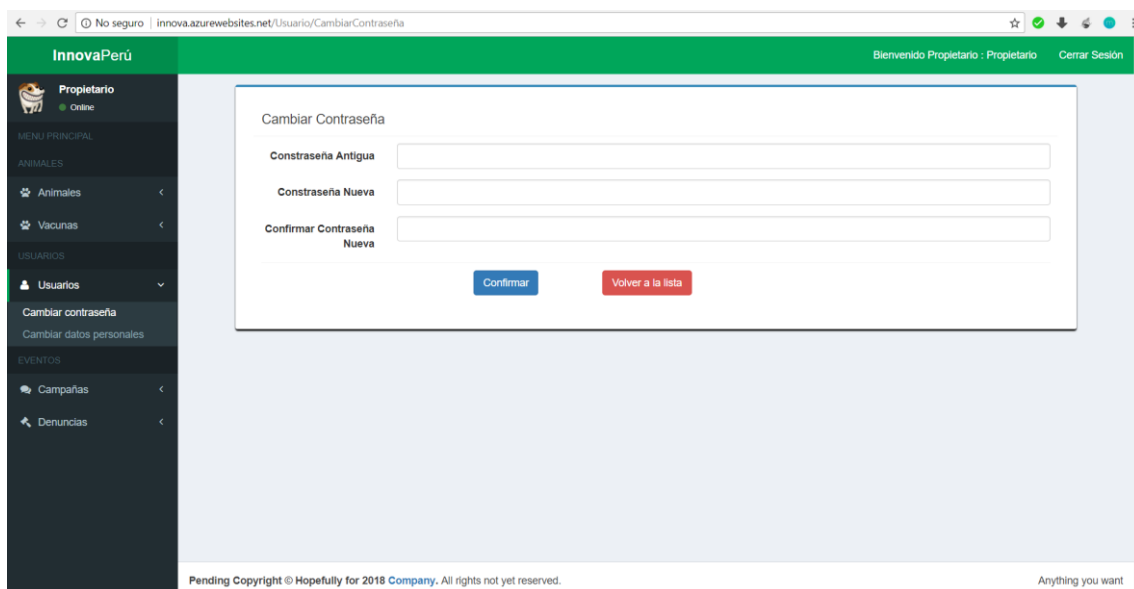 No seguro | innova.azurewebsites.net/Usuario/CambiarContraseña
InnovaPerú
Bienvenido Propietario : Propietario
Cerrar Sesión
Propietario
Online
MENU PRINCIPAL
ANIMALES
Animales
Vacunas
USUARIOS
Usuarios
Cambiar contraseña
Cambiar datos personales
EVENTOS
Campañas
Denuncias
Cambiar Contraseña
Constraseña Antigua
Constraseña Nueva
Confirmar Contraseña
Nueva
Confirmar
Volver a la lista
Pending Copyright © Hopefully for 2018 Company. All rights not yet reserved.
Anything you want